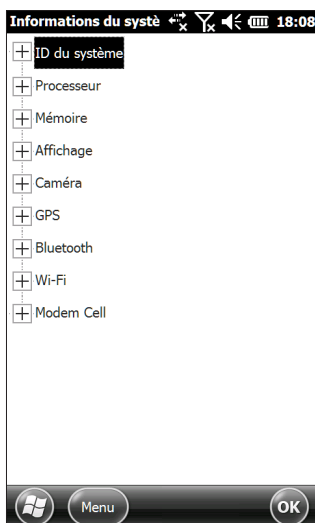 Informations du systè 18:08
ID du système
Processeur
Mémoire
Affichage
Caméra
GPS
Bluetooth
Wi-Fi
Modem Cell
Menu OK